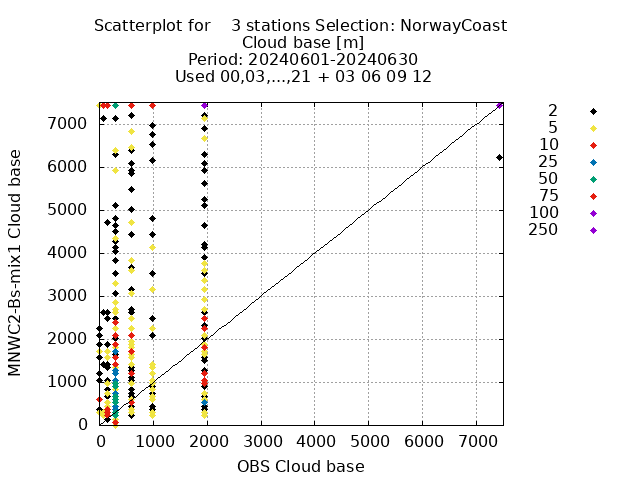 Scatterplot for    3 stations Selection: NorwayCoast
Cloud base [m]
Period: 20240601-20240630
Used 00,03,...,21 + 03 06 09 12
MNWC2-Bs-mix1 Cloud base
7000
6000
5000
4000
3000
2000
1000
0
0 1000 2000 3000 4000 5000 6000 7000
OBS Cloud base
2
5
10
25
50
75
100
250